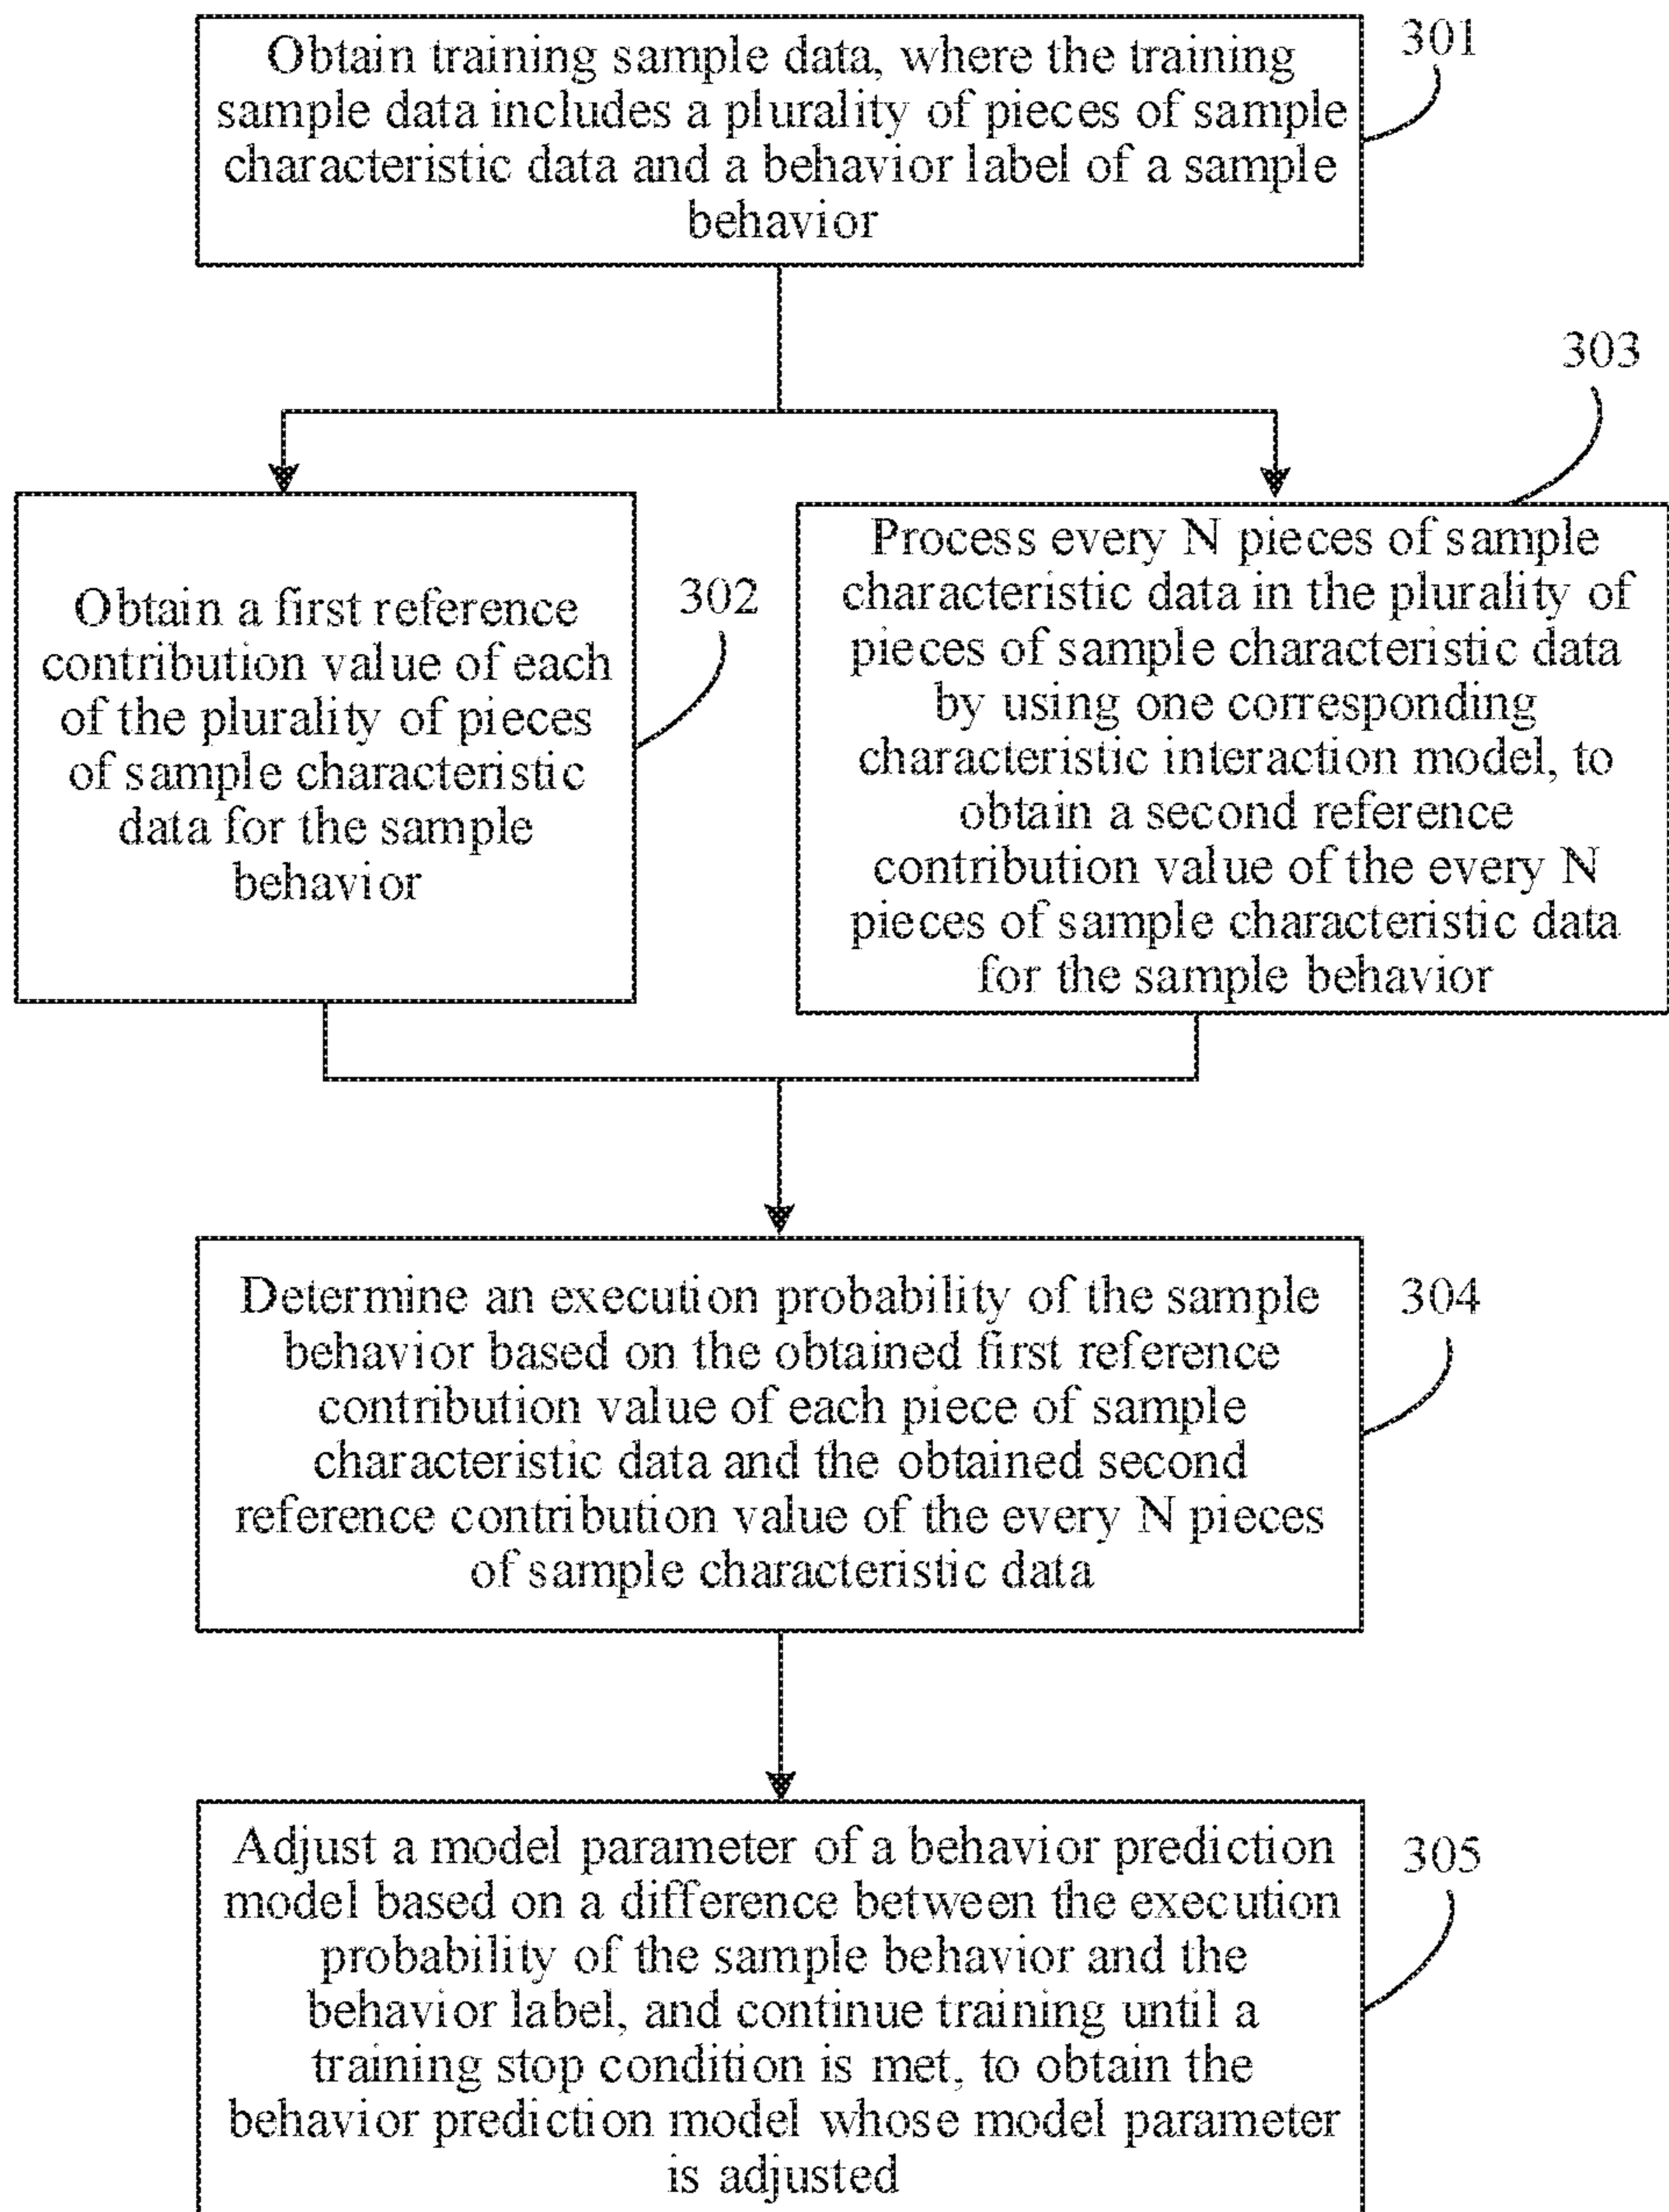 Obtain training sample data, where the training
sample data includes a plurality of pieces of sample
characteristic data and a behavior label of a sample
behavior
301
303
Obtain a first reference
contribution value of each
of the plurality of pieces
of sample characteristic
data for the sample
behavior
302
Process every N pieces of sample
characteristic data in the plurality of
pieces of sample characteristic data
by using one corresponding
characteristic interaction model, to
obtain a second reference
contribution value of the every N
pieces of sample characteristic data
for the sample behavior
Determine an execution probability of the sample
behavior based on the obtained first reference
contribution value of each piece of sample
characteristic data and the obtained second
reference contribution value of the every N pieces
of sample characteristic data
304
Adjust a model parameter of a behavior prediction
model based on a difference between the execution
probability of the sample behavior and the
behavior label, and continue training until a
training stop condition is met, to obtain the
behavior prediction model whose model parameter
is adjusted
305